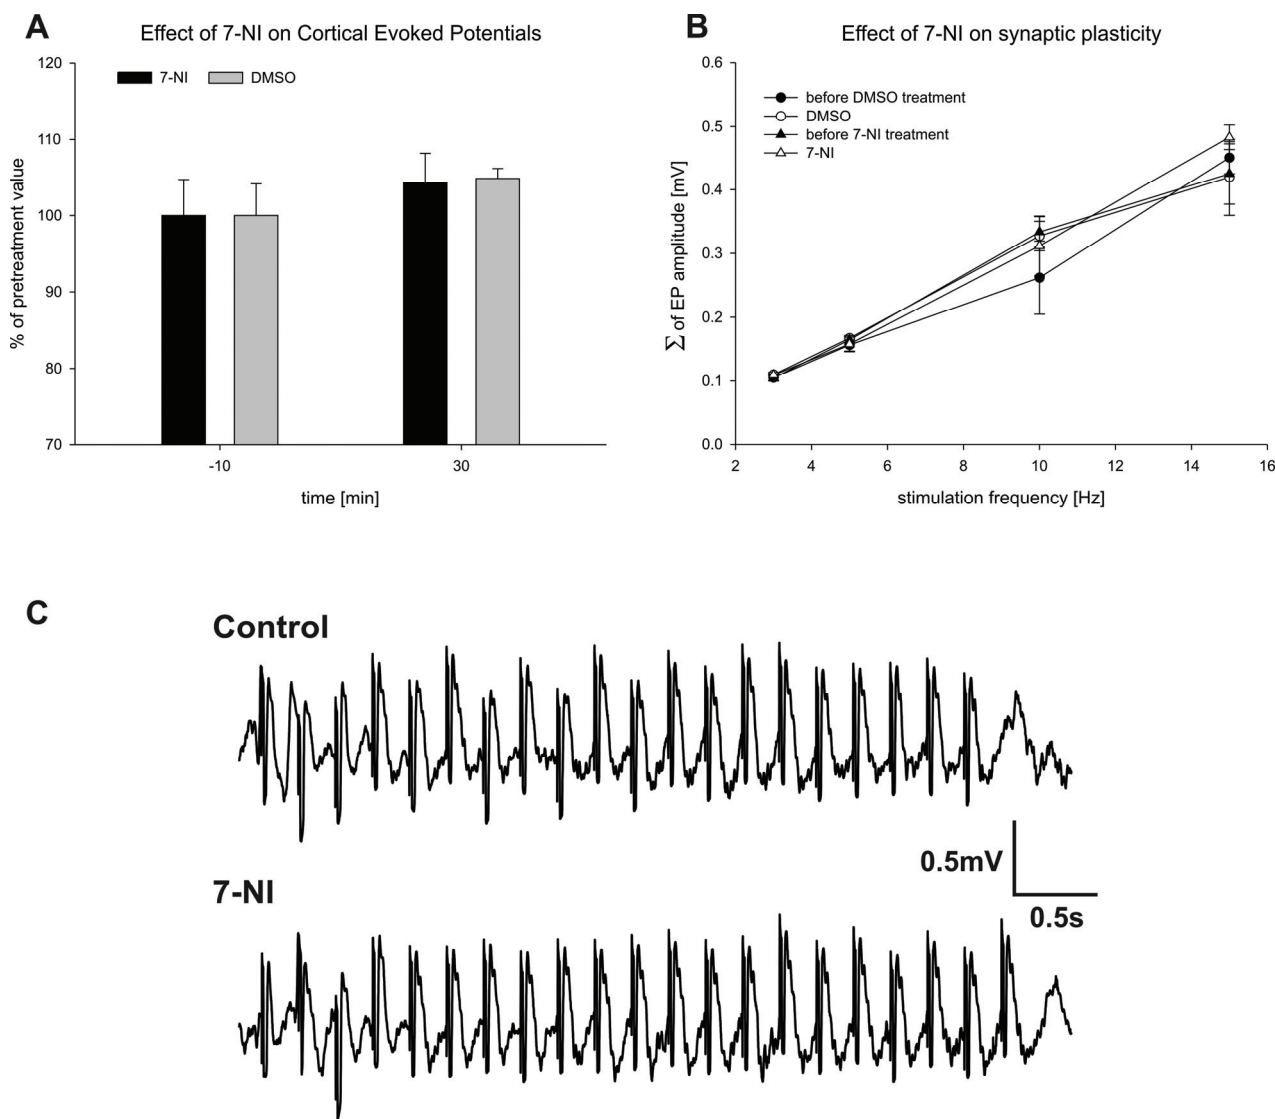 A
Effect of 7-NI on Cortical Evoked Potentials
120
110
100
90
80
70
% of pretreatment value
7-NI
DMSO
-10
30
time [min]
B
Effect of 7-NI on synaptic plasticity
0.6
0.5
0.4
0.3
0.2
0.1
0.0
Σ of EP amplitude [mV]
before DMSO treatment
DMSO
before 7-NI treatment
7-NI
2 4 6 8 10 12 14 16
stimulation frequency [Hz]
C
Control
0.5mV
0.5s
7-NI